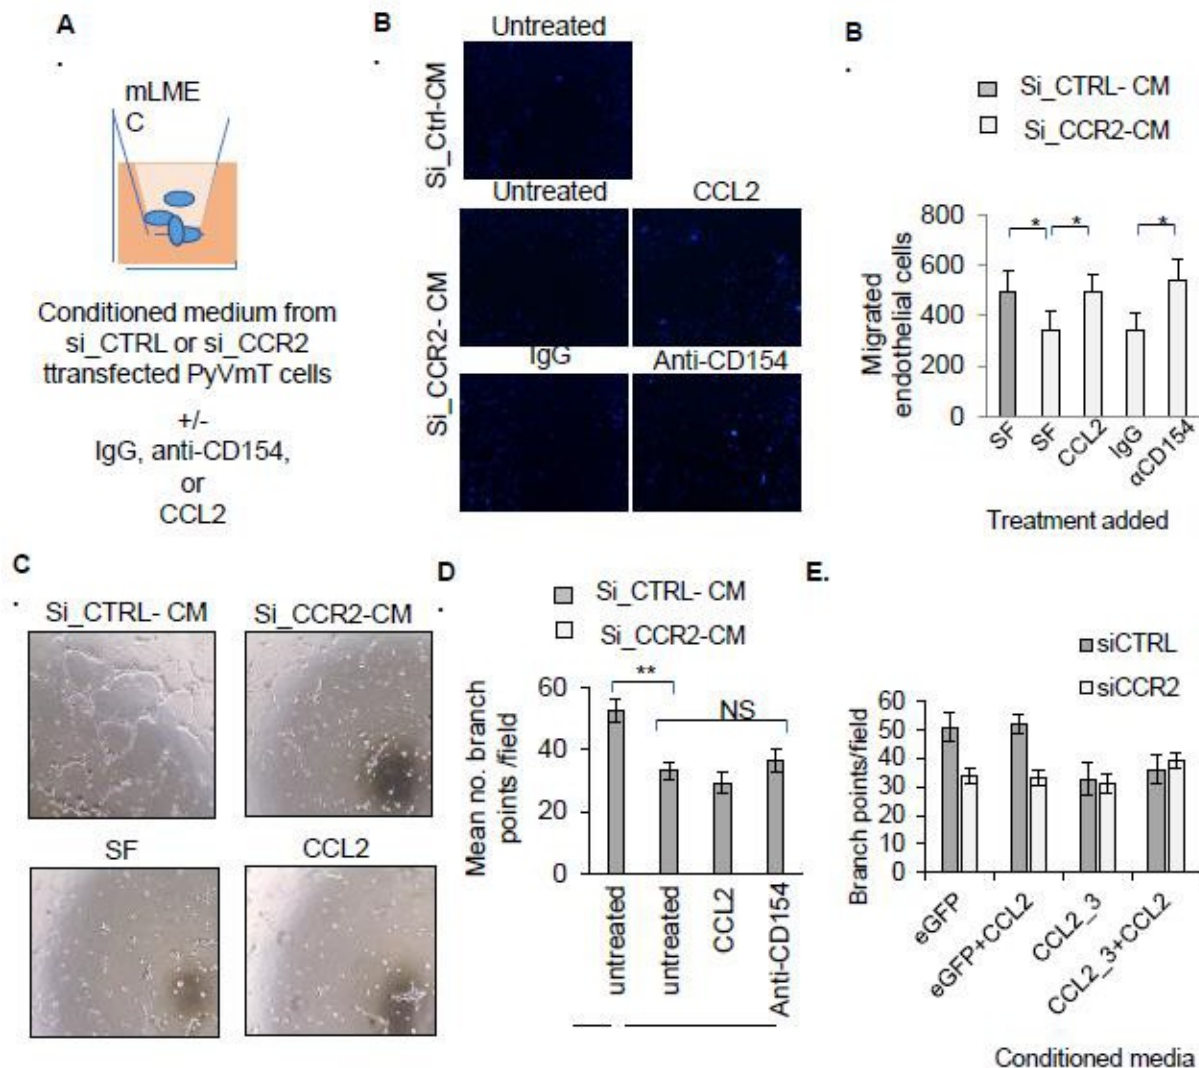 A
.
mLME
C
Conditioned medium from
si_CTRL or si_CCR2
ttransfected PyVmT cells
+/-
IgG, anti-CD154,
or
CCL2
B
.
Untreated
Si_Ctrl-CM
Untreated CCL2
Si_CCR2- CM
IgG Anti-CD154
B
.
Si_CTRL- CM
Si_CCR2-CM
Migrated
endothelial cells
800
600
400
200
0
* * *
SF SF CCL2 IgG αCD154
Treatment added
C
.
Si_CTRL- CM Si_CCR2-CM
SF CCL2
D
.
Si_CTRL- CM
Si_CCR2-CM
Mean no. branch
points /field
60
40
20
0
**
NS
untreated untreated CCL2 Anti-CD154
E.
siCTRL
siCCR2
Branch points/field
60
50
40
30
20
10
0
eGFP eGFP+CCL2 CCL2_3 CCL2_3+CCL2
Conditioned media